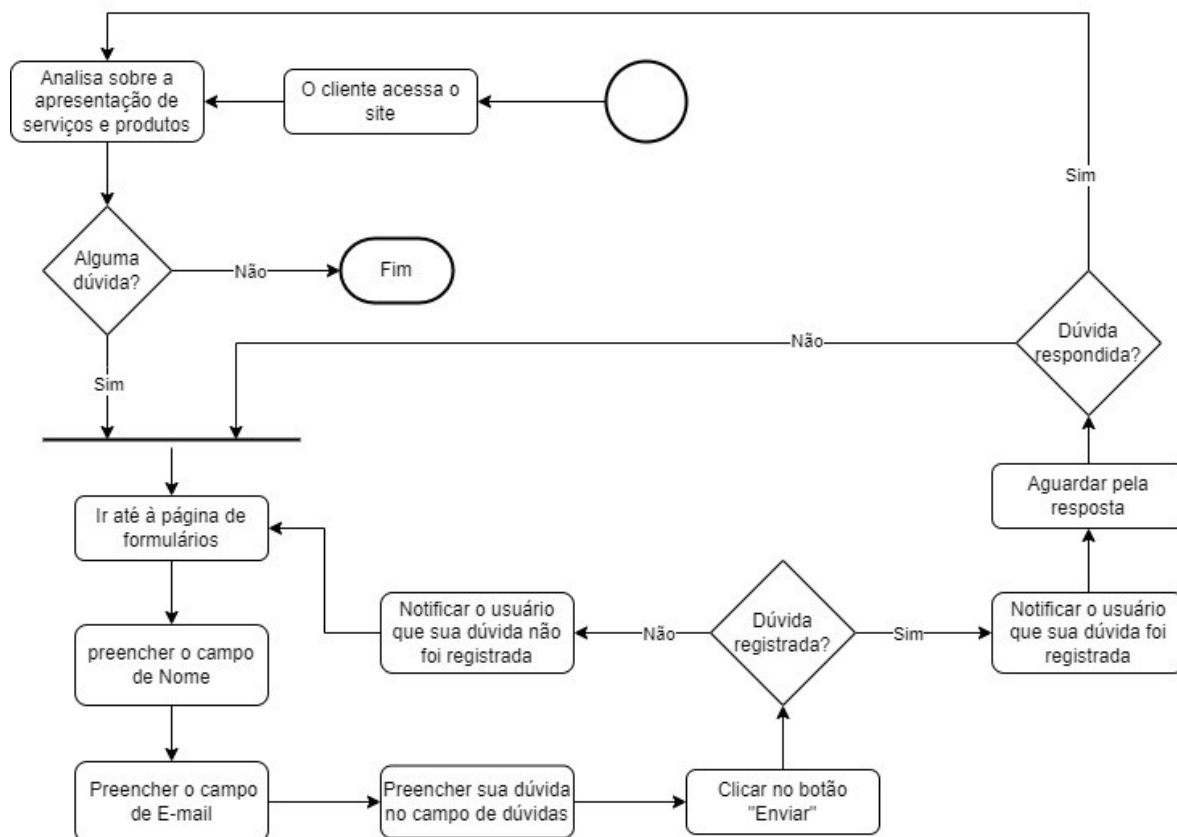 Sim
Analisa sobre a
apresentação de
serviços e produtos
O cliente acessa o
site
Alguma
dúvida?
Não
Fim
Sim
Não
Dúvida
respondida?
Ir até à página de
formulários
Aguardar pela
resposta
preencher o campo
de Nome
Notificar o usuário
que sua dúvida não
foi registrada
Não
Dúvida
registrada?
Sim
Notificar o usuário
que sua dúvida foi
registrada
Preencher o campo
de E-mail
Preencher sua dúvida
no campo de dúvidas
Clicar no botão
"Enviar"